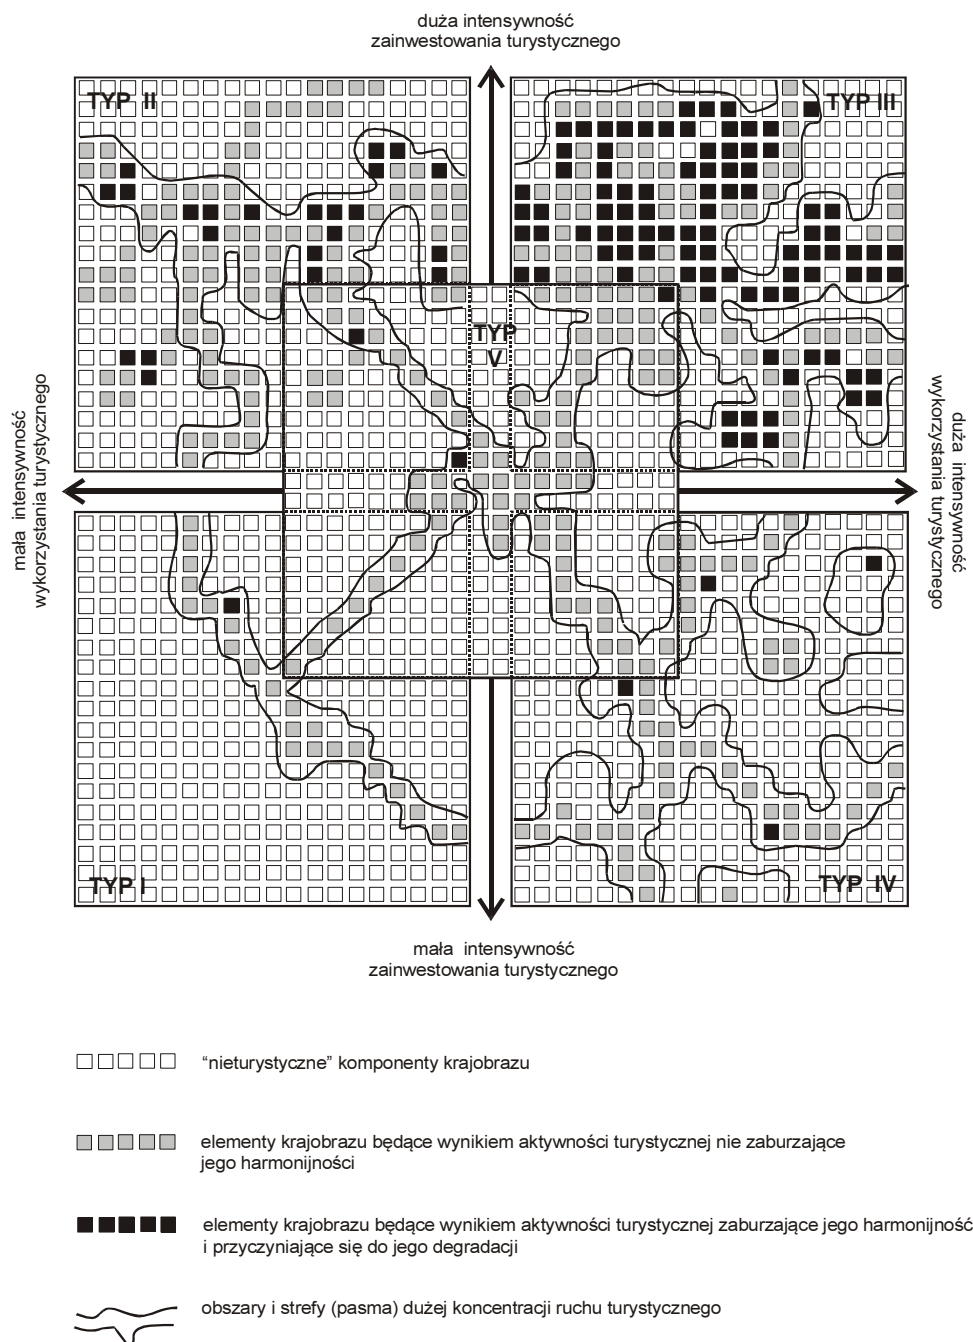 duża intensywność
zainwestowania turystycznego
TYP II
TYP III
TYP
V
mała intensywność
wykorzystania turystycznego
duża intensywność
wykorzystania turystycznego
TYP I
TYP IV
mała intensywność
zainwestowania turystycznego
“nieturystyczne” komponenty krajobrazu
elementy krajobrazu będące wynikiem aktywności turystycznej nie zaburzające
jego harmonijności
elementy krajobrazu będące wynikiem aktywności turystycznej zaburzające jego harmonijność
i przyczyniające się do jego degradacji
obszary i strefy (pasma) dużej koncentracji ruchu turystycznego